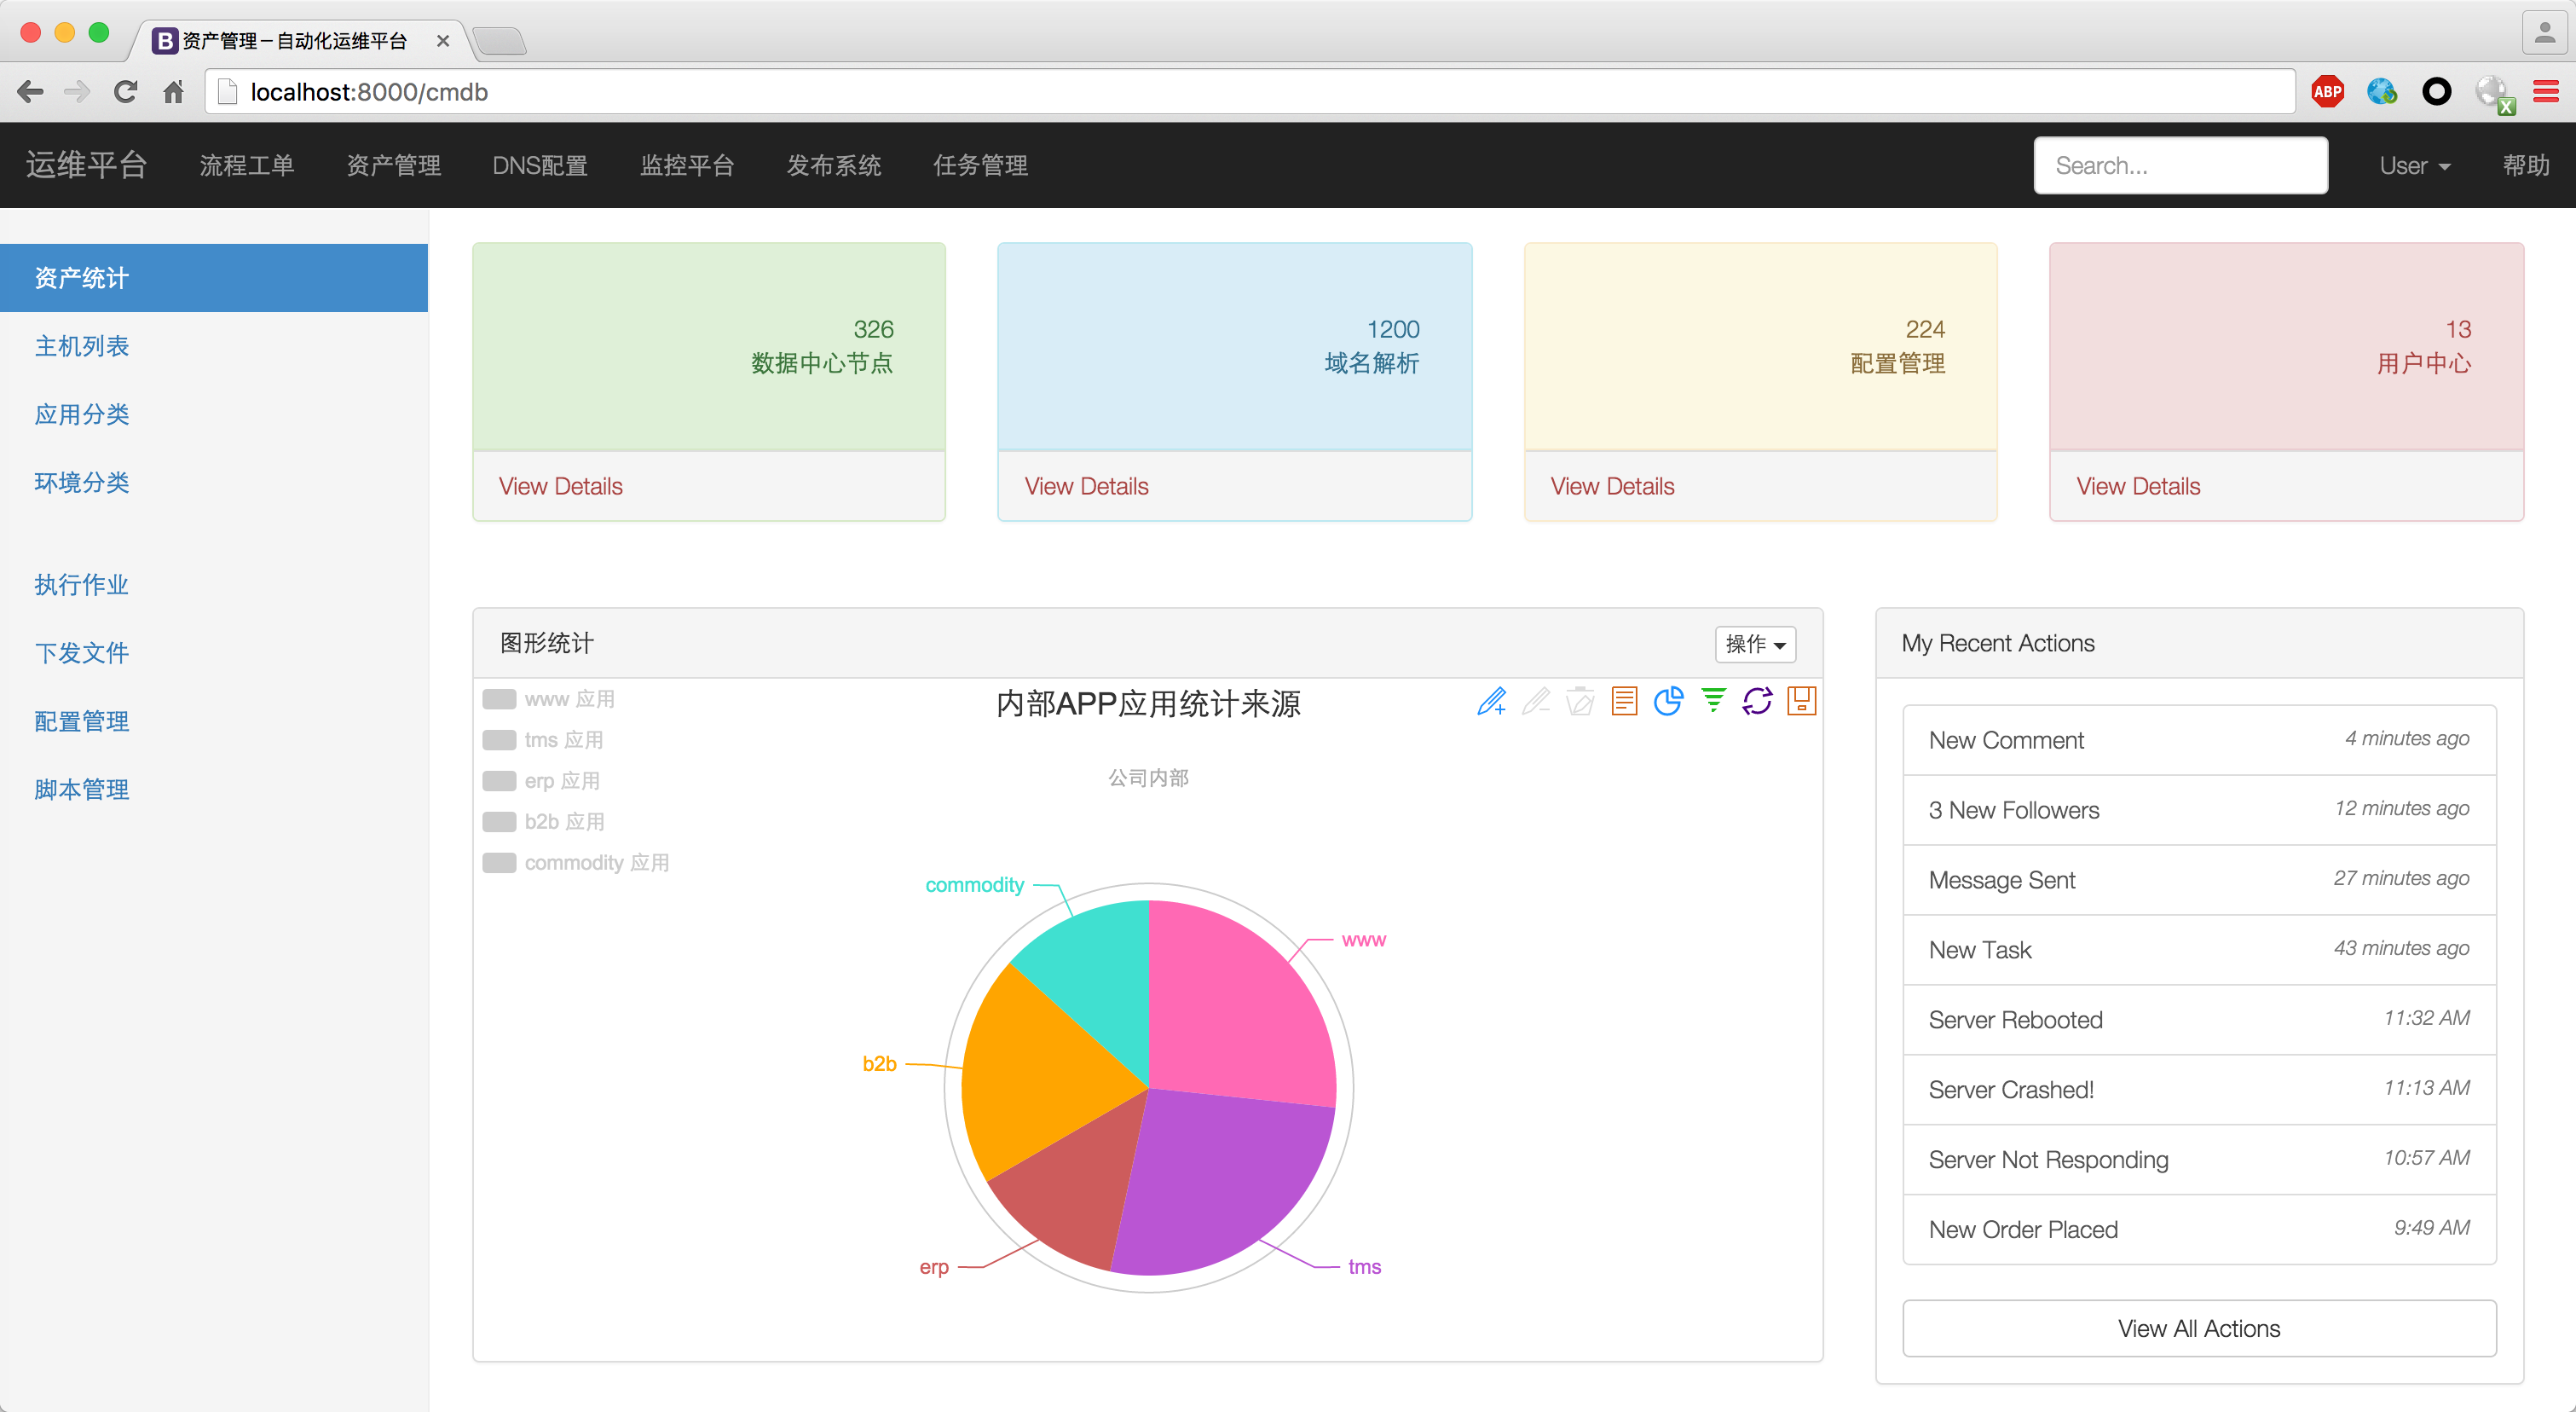 资产管理－自动化运维平台
localhost:8000/cmdb
ABP
运维平台 流程工单 资产管理 DNS配置 监控平台 发布系统 任务管理 Search... User 帮助
资产统计
主机列表
应用分类
环境分类
执行作业
下发文件
配置管理
脚本管理
326
数据中心节点
View Details
1200
域名解析
View Details
224
配置管理
View Details
13
用户中心
View Details
图形统计
操作
www 应用
tms 应用
erp 应用
b2b 应用
commodity 应用
内部APP应用统计来源
公司内部
commodity
www
b2b
erp
tms
My Recent Actions
New Comment 4 minutes ago
3 New Followers 12 minutes ago
Message Sent 27 minutes ago
New Task 43 minutes ago
Server Rebooted 11:32 AM
Server Crashed! 11:13 AM
Server Not Responding 10:57 AM
New Order Placed 9:49 AM
View All Actions